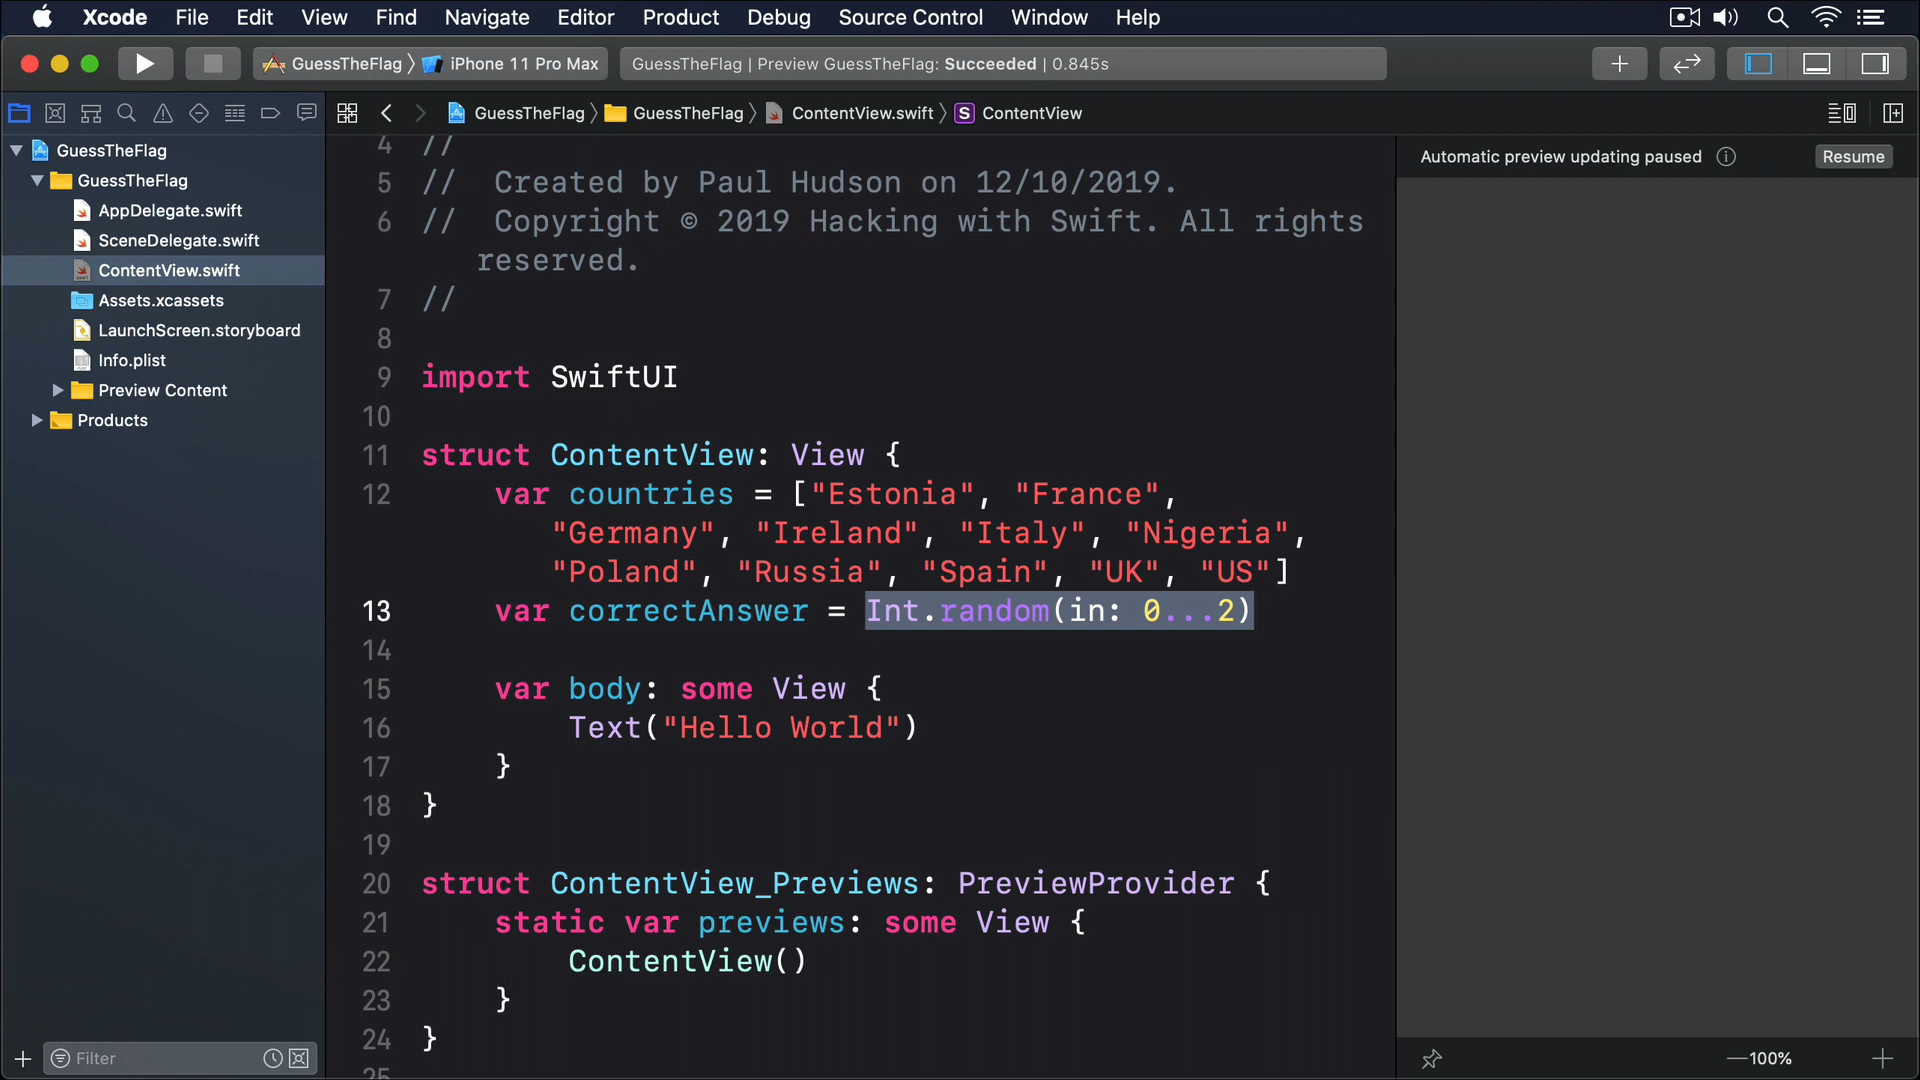 Xcode File Edit View Find Navigate Editor Product Debug Source Control Window Help
GuessTheFlag 〉 iPhone 11 Pro Max
GuessTheFlag | Preview GuessTheFlag: Succeeded | 0.845s
GuessTheFlag 〉 GuessTheFlag 〉 ContentView.swift 〉 S ContentView
GuessTheFlag
GuessTheFlag
AppDelegate.swift
SceneDelegate.swift
ContentView.swift
Assets.xcassets
LaunchScreen.storyboard
Info.plist
Preview Content
Products
Filter
4 //
5 //  Created by Paul Hudson on 12/10/2019.
6 //  Copyright © 2019 Hacking with Swift. All rights
reserved.
7 //
8
9 import SwiftUI
10
11 struct ContentView: View {
12     var countries = ["Estonia", "France",
"Germany", "Ireland", "Italy", "Nigeria",
"Poland", "Russia", "Spain", "UK", "US"]
13     var correctAnswer = Int.random(in: 0...2)
14
15     var body: some View {
16         Text("Hello World")
17     }
18 }
19
20 struct ContentView_Previews: PreviewProvider {
21     static var previews: some View {
22         ContentView()
23     }
24 }
25
Automatic preview updating paused
Resume
100%